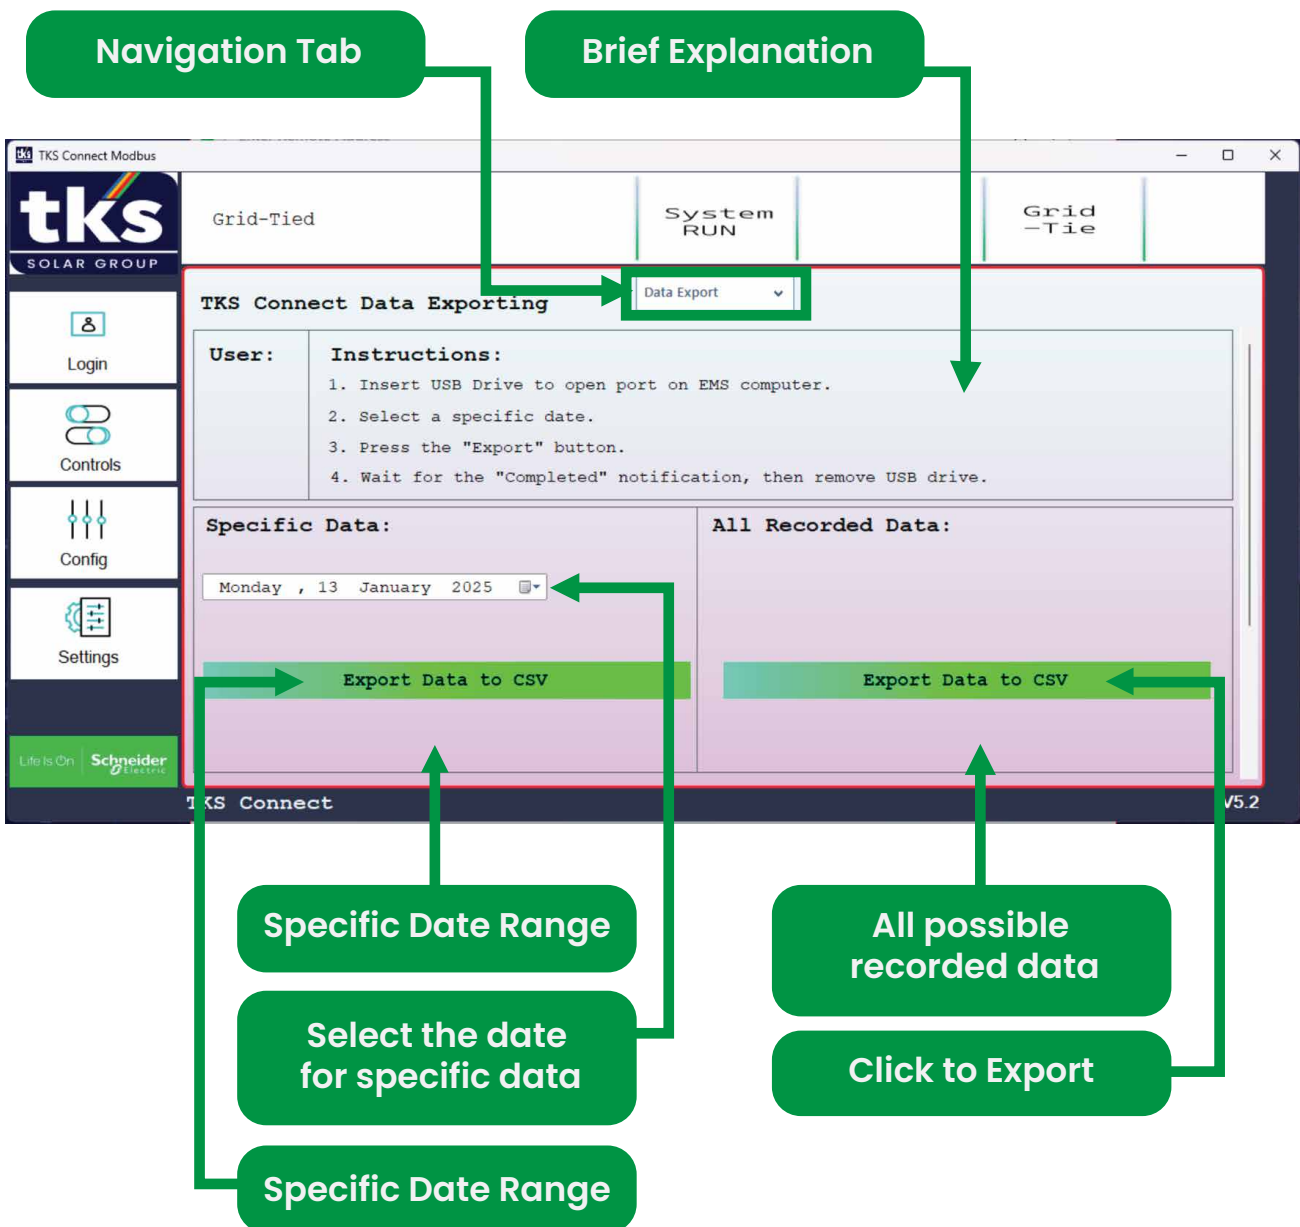 Navigation Tab
Brief Explanation
tks TKS Connect Modbus
tks
SOLAR GROUP
Grid-Tied
System
RUN
Grid
-Tie
Login
Controls
Config
Settings
Life Is On | Schneider
Electric
TKS Connect Data Exporting
Data Export
User:
Instructions:
1. Insert USB Drive to open port on EMS computer.
2. Select a specific date.
3. Press the "Export" button.
4. Wait for the "Completed" notification, then remove USB drive.
Specific Data:
All Recorded Data:
Monday , 13 January 2025
Export Data to CSV
Export Data to CSV
TKS Connect
V5.2
Specific Date Range
All possible
recorded data
Select the date
for specific data
Click to Export
Specific Date Range